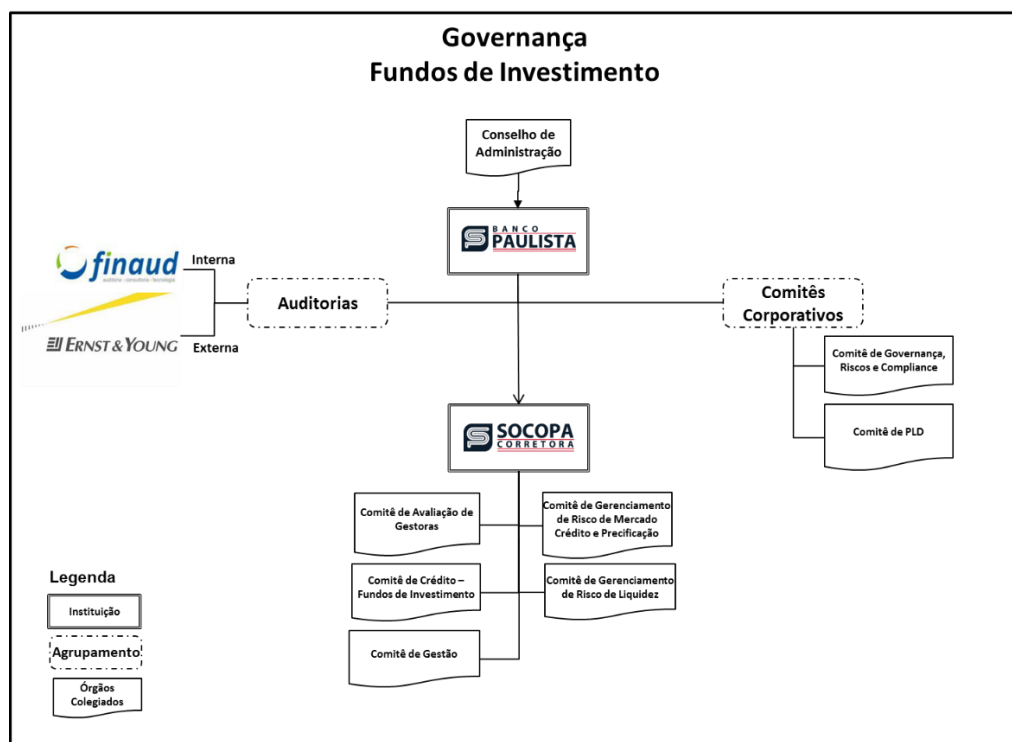 Governança
Fundos de Investimento
Conselho de
Administração
BANCO
PAULISTA
finaud
auditoria - consultoria - tecnologia
Interna
Auditorias
Comitês
Corporativos
ERNST & YOUNG
Externa
Comitê de Governança,
Riscos e Compliance
Comitê de PLD
SOCOPA
CORRETORA
Comitê de Avaliação de
Gestoras
Comitê de Gerenciamento
de Risco de Mercado
Crédito e Precificação
Comitê de Crédito –
Fundos de Investimento
Comitê de Gerenciamento
de Risco de Liquidez
Comitê de Gestão
Legenda
Instituição
Agrupamento
Órgãos
Colegiados